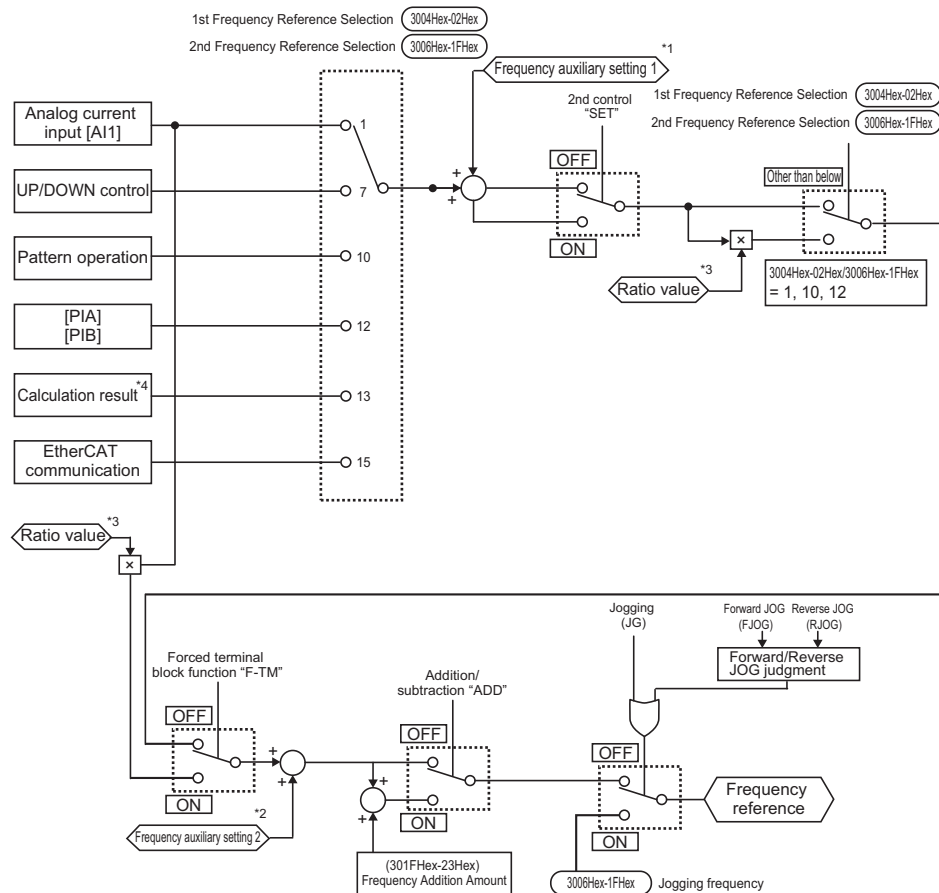 1st Frequency Reference Selection 3004Hex-02Hex
2nd Frequency Reference Selection 3006Hex-1FHex
*1
Frequency auxiliary setting 1
1st Frequency Reference Selection 3004Hex-02Hex
2nd Frequency Reference Selection 3006Hex-1FHex
2nd control
"SET"
Analog current
input [AI1]
1
OFF
Other than below
UP/DOWN control
7
+
+
ON
×
Pattern operation
10
Ratio value *3
3004Hex-02Hex/3006Hex-1FHex
= 1, 10, 12
[PIA]
[PIB]
12
Calculation result *4
13
EtherCAT
communication
15
Ratio value *3
×
Jogging
(JG)
Forward JOG
(FJOG)
Reverse JOG
(RJOG)
Forward/Reverse
JOG judgment
Forced terminal
block function "F-TM"
Addition/
subtraction "ADD"
OFF
OFF
OFF
+
+
+
+
ON
ON
ON
Frequency
reference
*2
Frequency auxiliary setting 2
(301FHex-23Hex)
Frequency Addition Amount
3006Hex-1FHex Jogging frequency